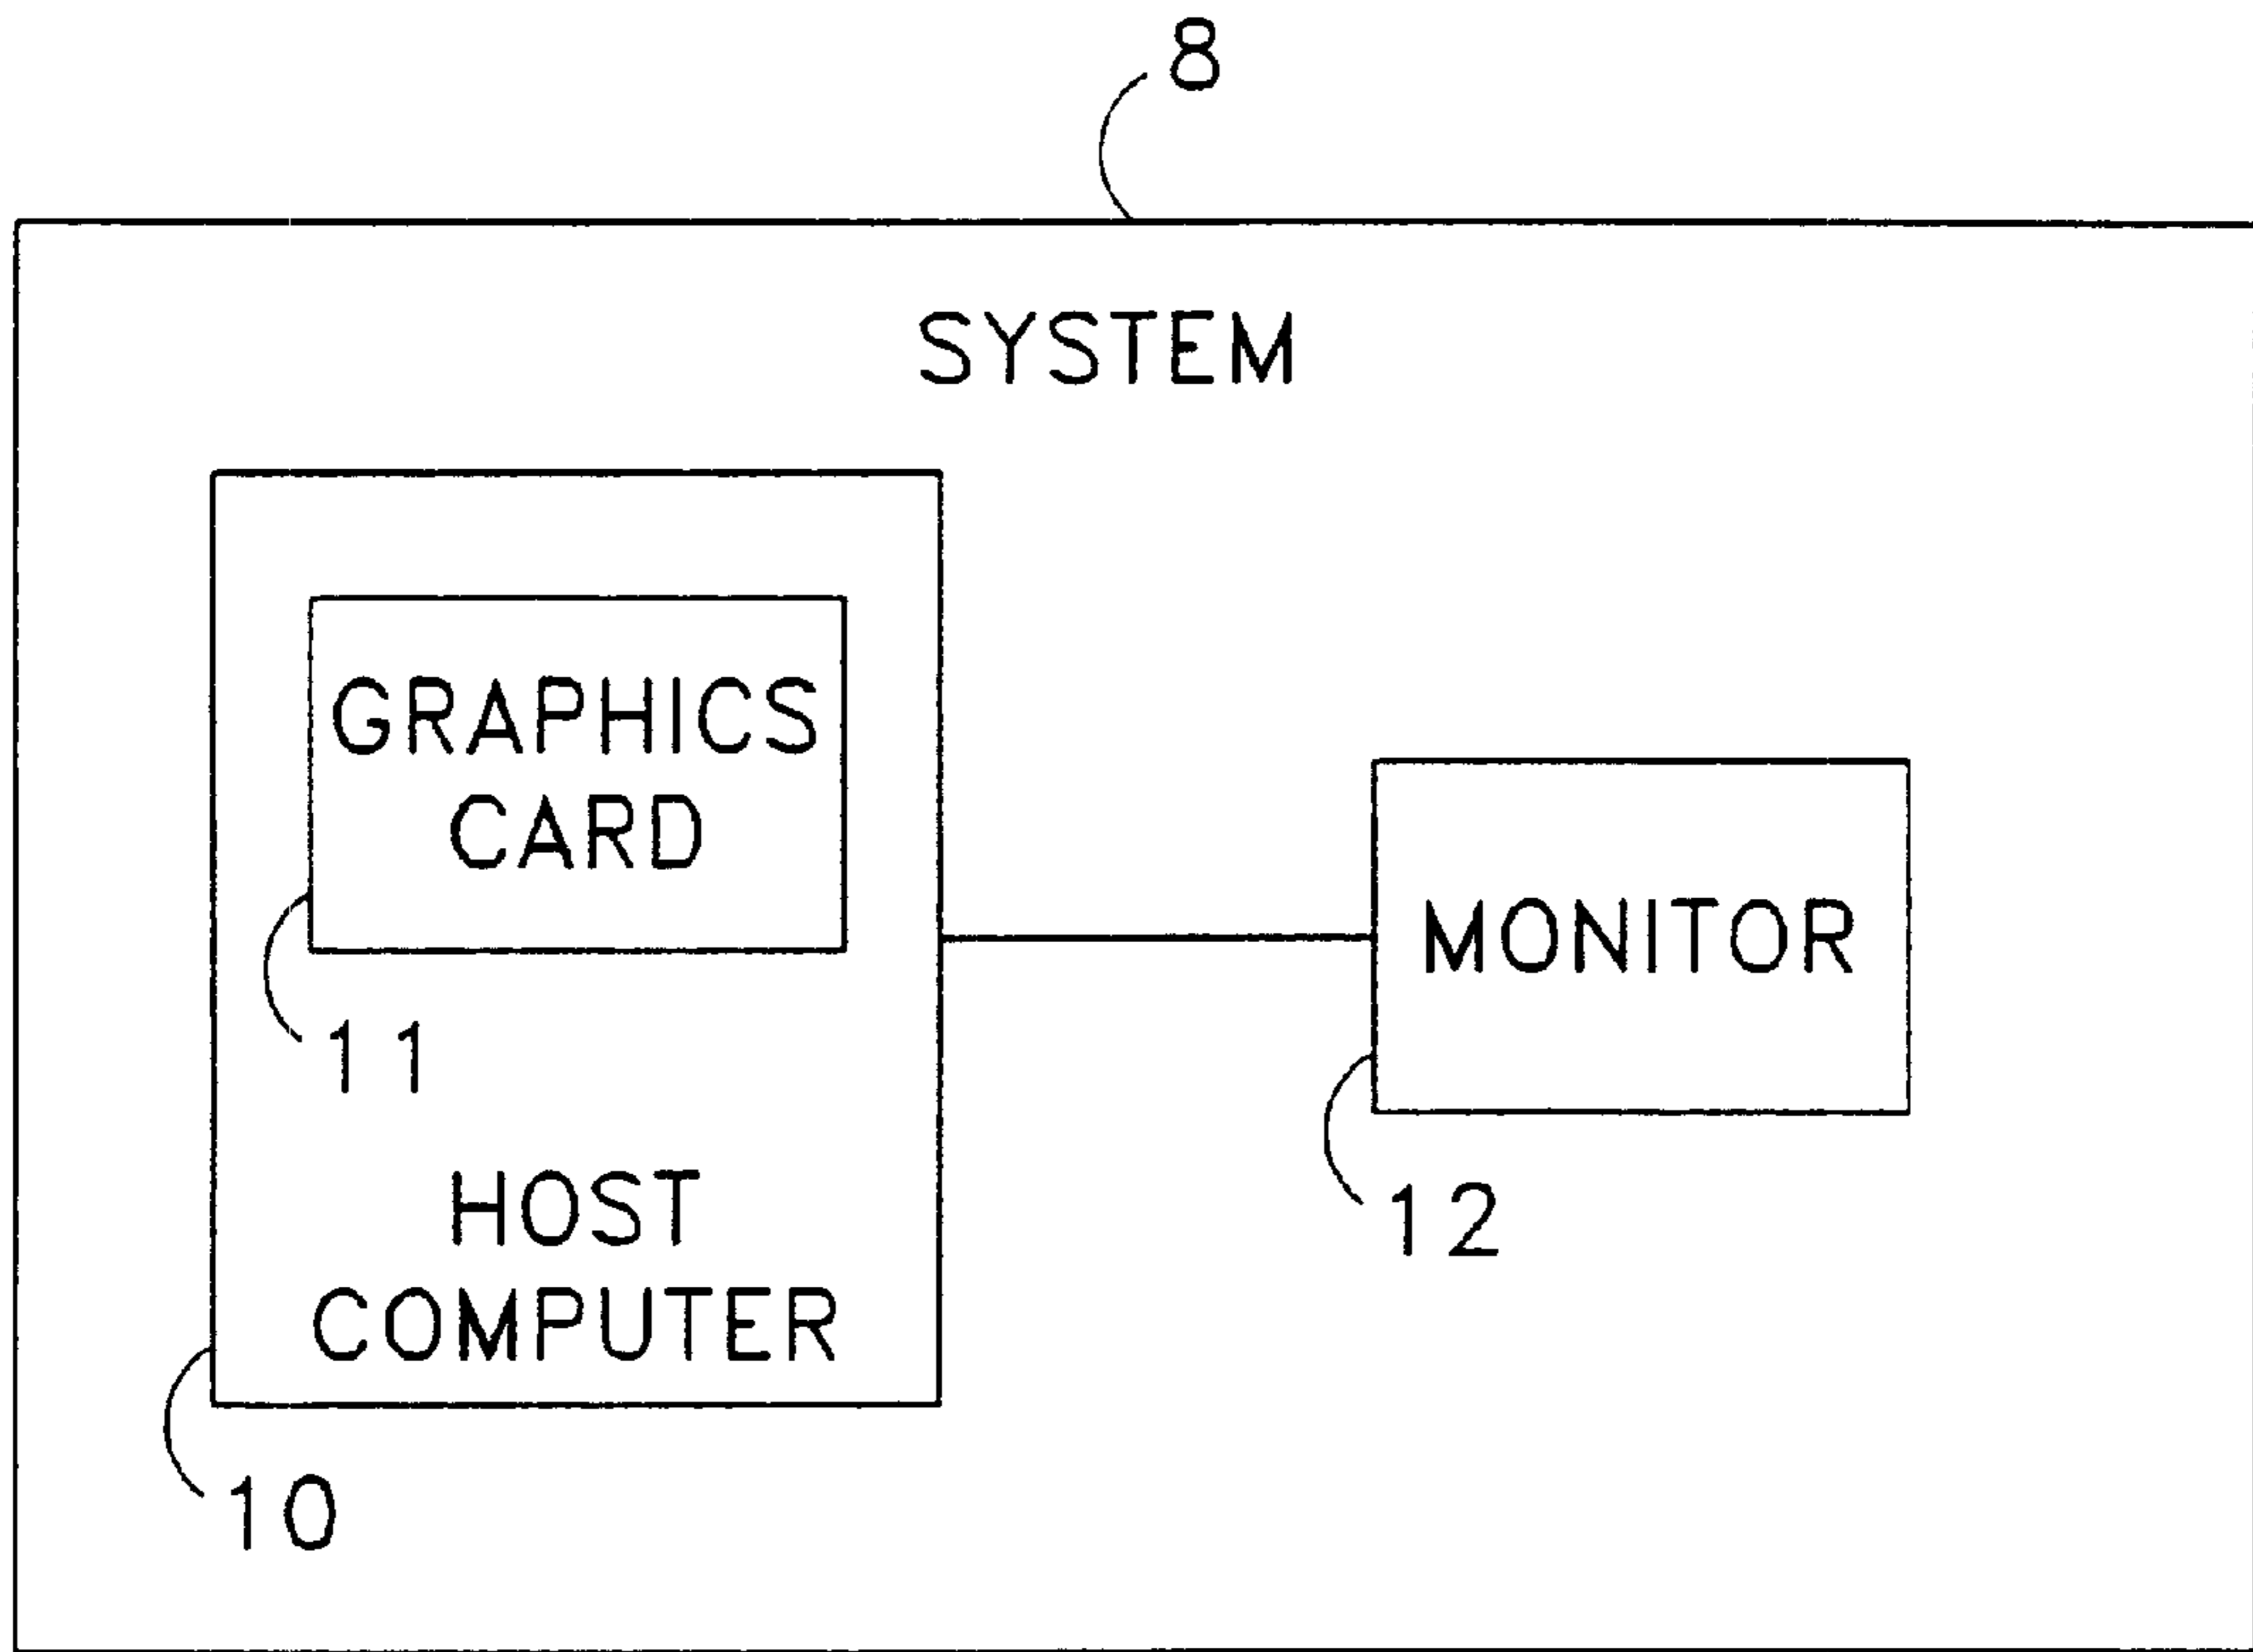 8
SYSTEM
GRAPHICS
CARD
MONITOR
11
HOST
12
COMPUTER
10